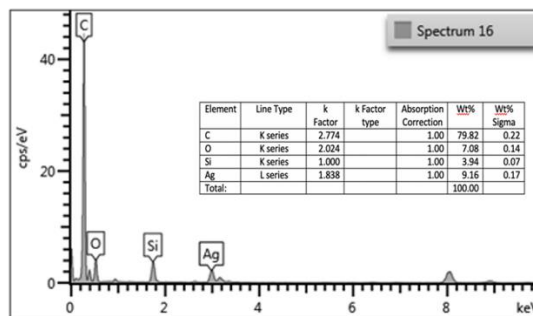 C
Spectrum 16
40
cps/eV
Element Line Type k Factor k Factor type Absorption Correction Wt% Wt% Sigma
C K series 2.774 1.00 79.82 0.22
O K series 2.024 1.00 7.08 0.14
Si K series 1.000 1.00 3.94 0.07
Ag L series 1.838 1.00 9.16 0.17
Total: 100.00
20
O
Si
Ag
0
0 2 4 6 8 keV